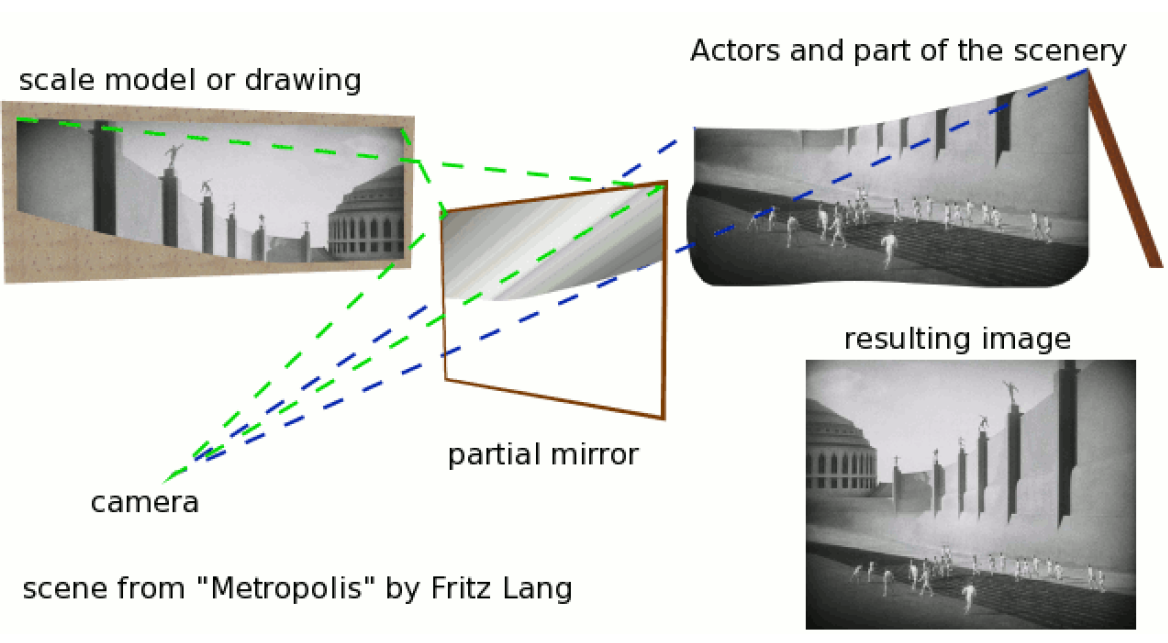 Actors and part of the scenery
scale model or drawing
resulting image
partial mirror
camera
scene from "Metropolis" by Fritz Lang